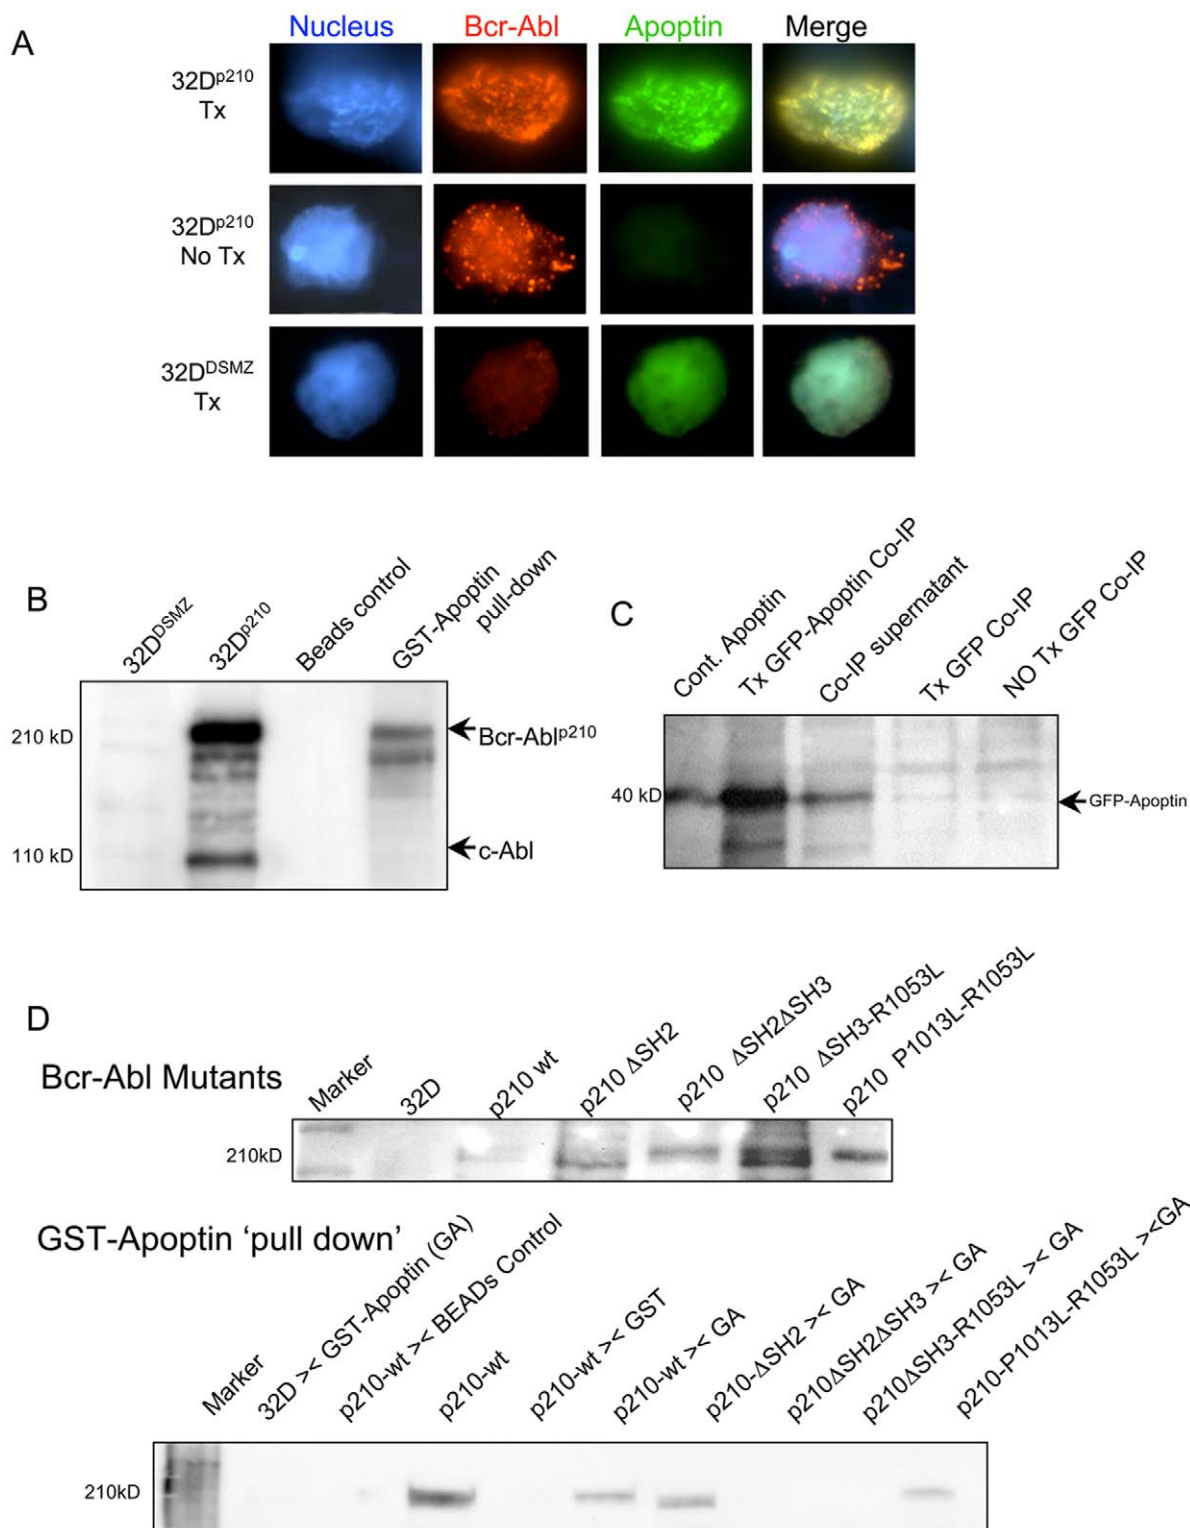 A
Nucleus Bcr-Abl Apoptin Merge
32Dp210
Tx
32Dp210
No Tx
32DDSMZ
Tx
B
32DDSMZ
32Dp210
Beads control
GST-Apoptin
pull-down
210 kD
Bcr-Ablp210
110 kD
c-Abl
C
Cont. Apoptin
Tx GFP-Apoptin Co-IP
Co-IP supernatant
Tx GFP Co-IP
NO Tx GFP Co-IP
40 kD
GFP-Apoptin
D
Bcr-Abl Mutants
Marker
32D
p210 wt
p210 ΔSH2
p210 ΔSH2ΔSH3
p210 ΔSH3-R1053L
p210 P1013L-R1053L
210kD
GST-Apoptin ‘pull down’
Marker
32D >< GST-Apoptin (GA)
p210-wt >< BEADs Control
p210-wt
p210-wt >< GST
p210-wt >< GA
p210-ΔSH2 >< GA
p210ΔSH2ΔSH3 >< GA
p210ΔSH3-R1053L >< GA
p210-P1013L-R1053L ><GA
210kD